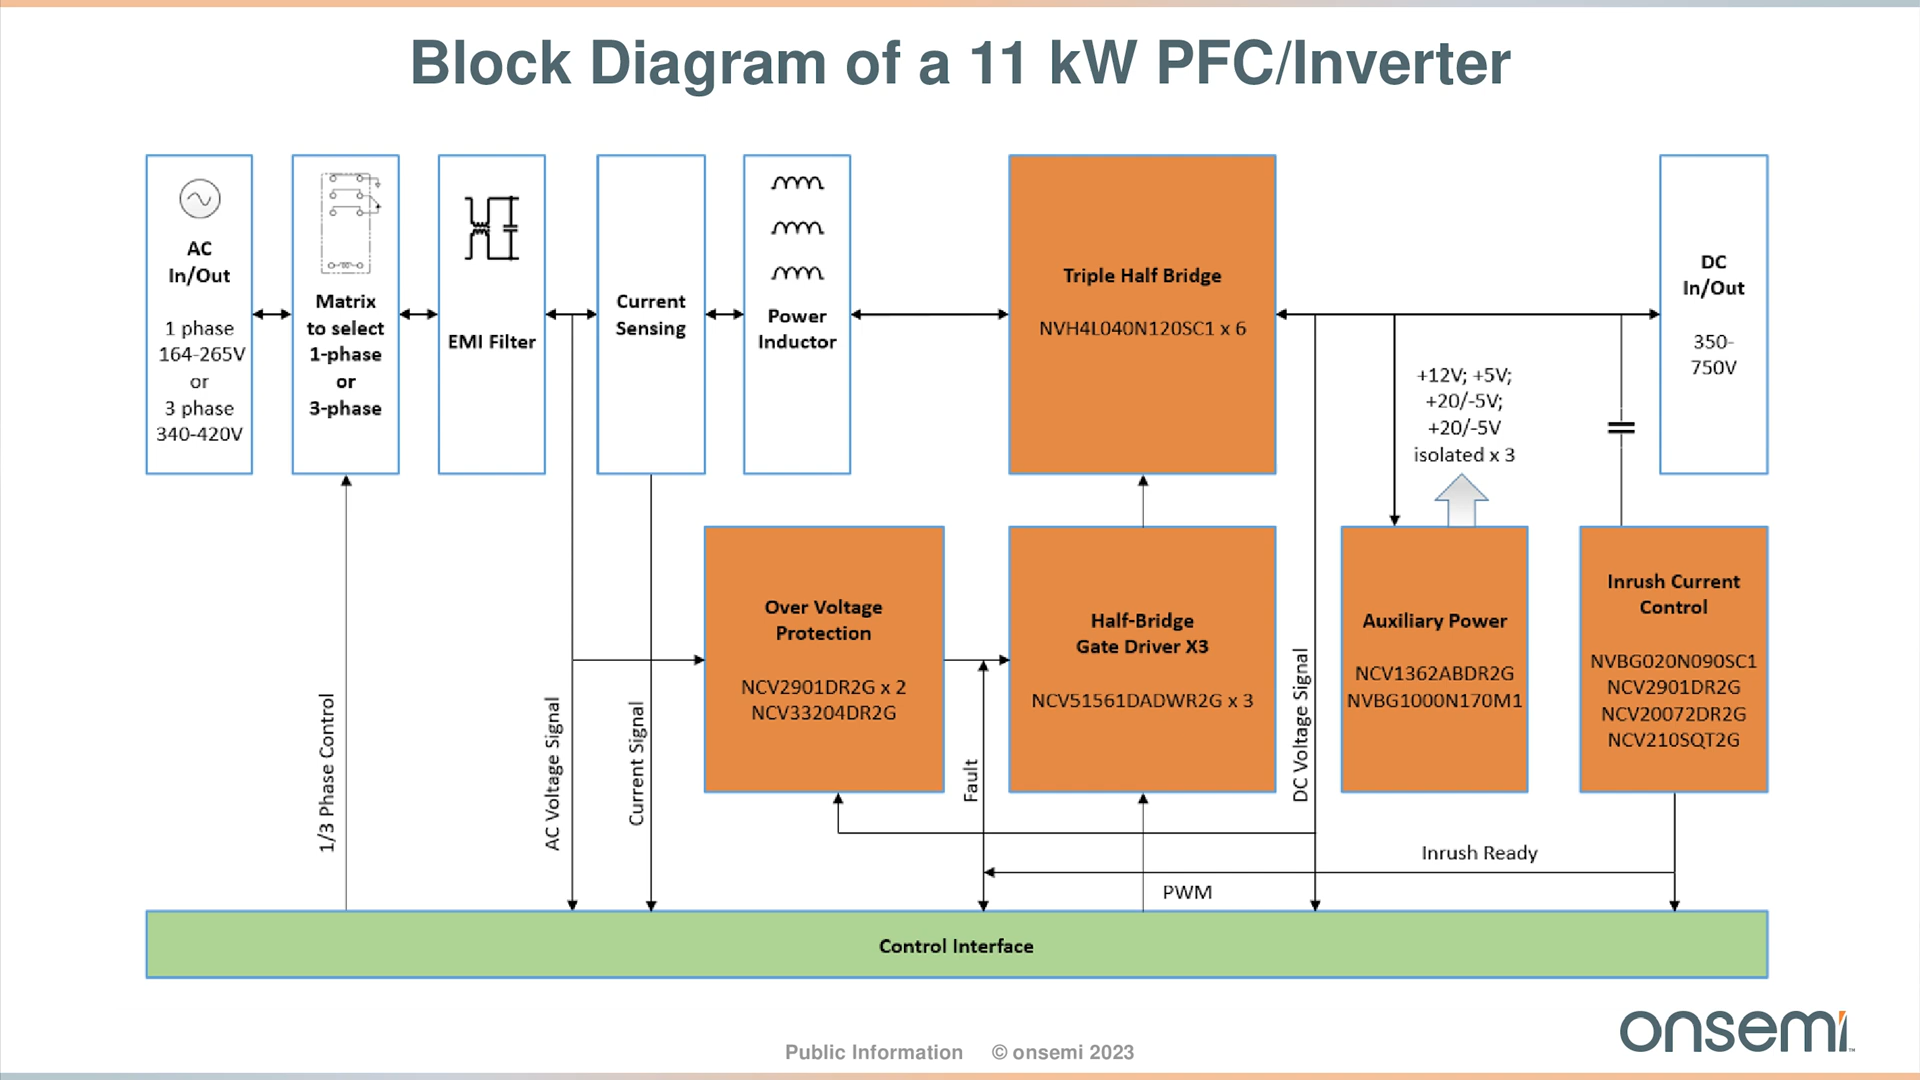 Block Diagram of a 11 kW PFC/Inverter
AC
In/Out
1 phase
164-265V
or
3 phase
340-420V
Matrix
to select
1-phase
or
3-phase
EMI Filter
Current
Sensing
Power
Inductor
Triple Half Bridge
NVH4L040N120SC1 x 6
DC
In/Out
350-
750V
+12V; +5V;
+20/-5V;
+20/-5V
isolated x 3
Over Voltage
Protection
NCV2901DR2G x 2
NCV33204DR2G
Half-Bridge
Gate Driver X3
NCV51561DADWR2G x 3
Auxiliary Power
NCV1362ABDR2G
NVBG1000N170M1
Inrush Current
Control
NVBG020N090SC1
NCV2901DR2G
NCV20072DR2G
NCV210SQT2G
1/3 Phase Control
AC Voltage Signal
Current Signal
Fault
DC Voltage Signal
Inrush Ready
PWM
Control Interface
onsemi™
Public Information © onsemi 2023